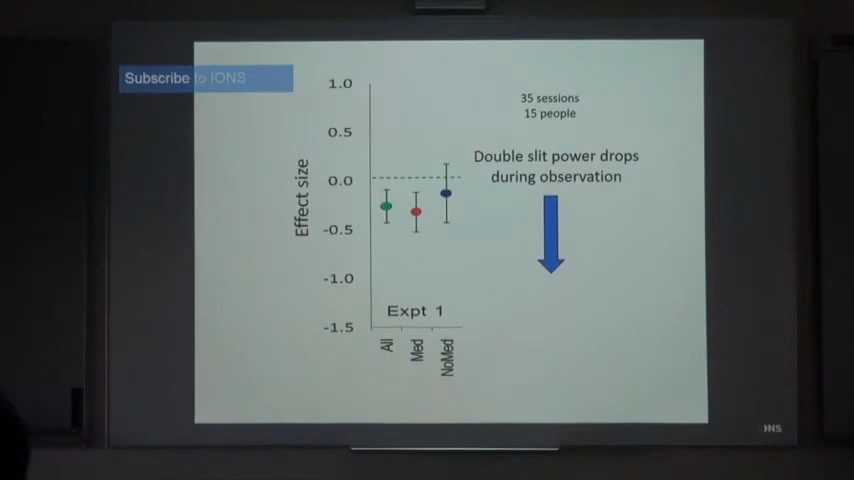 Subscribe to IONS
1.0
0.5
0.0
-0.5
-1.0
-1.5
Effect size
Expt 1
All
Med
NoMed
35 sessions
15 people
Double slit power drops
during observation
IONS